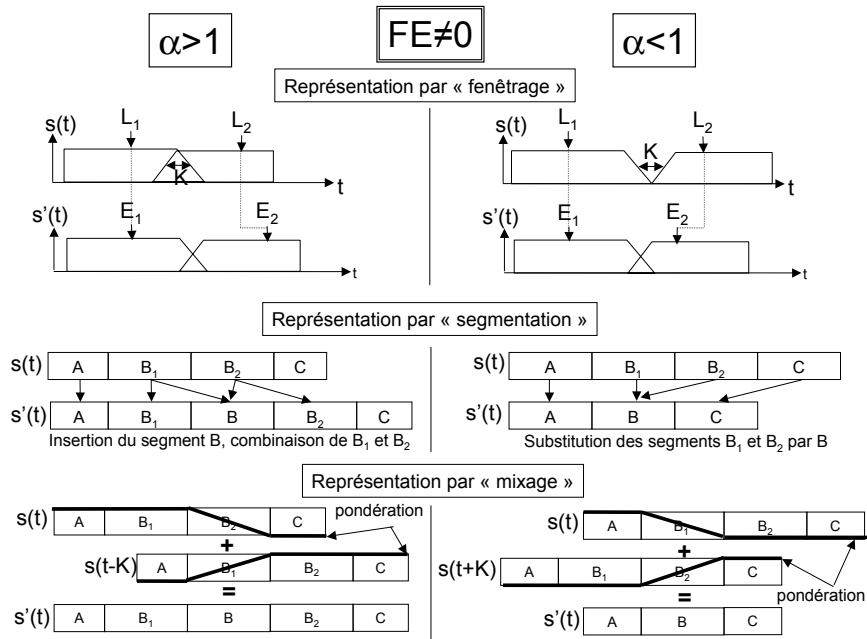 α>1
FE≠0
α<1
Représentation par « fenêtrage »
L1 L2
s(t)
K
t
E1 E2
s’(t)
t
L1 L2
s(t)
K
t
E1 E2
s’(t)
t
Représentation par « segmentation »
s(t) A B1 B2 C
s’(t) A B1 B B2 C
Insertion du segment B, combinaison de B1 et B2
s(t) A B1 B2 C
s’(t) A B C
Substitution des segments B1 et B2 par B
Représentation par « mixage »
pondération
s(t) A B1 B2 C
+
s(t-K) A B1 B2 C
=
s’(t) A B1 B B2 C
s(t) A B1 B2 C
+
s(t+K) A B1 B2 C
pondération
=
s’(t) A B C